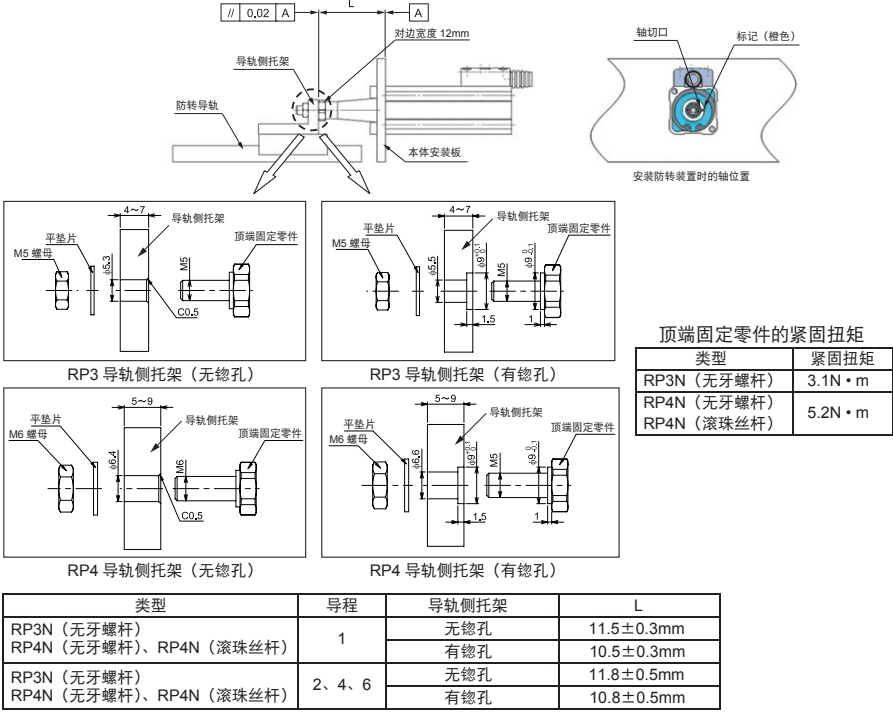 // 0.02 A
L
A
对边宽度 12mm
导轨侧托架
防转导轨
本体安装板
轴切口
标记（橙色）
安装防转装置时的轴位置
4～7
导轨侧托架
平垫片
顶端固定零件
M5 螺母
φ5.3
M5
C0.5
RP3 导轨侧托架（无锪孔）
4～7
导轨侧托架
平垫片
顶端固定零件
M5 螺母
φ5.5
φ9 +0.1 0
M5
φ9 0 -0.1
1.5
1
RP3 导轨侧托架（有锪孔）
顶端固定零件的紧固扭矩
类型 紧固扭矩
RP3N（无牙螺杆） 3.1N・m
RP4N（无牙螺杆）
RP4N（滚珠丝杆）
5.2N・m
5～9
导轨侧托架
平垫片
顶端固定零件
M6 螺母
φ6.4
M6
C0.5
RP4 导轨侧托架（无锪孔）
5～9
导轨侧托架
平垫片
顶端固定零件
M6 螺母
φ6.6
φ9 +0.1 0
M5
φ9 0 -0.1
1.5
1
RP4 导轨侧托架（有锪孔）
类型 导程 导轨侧托架 L
RP3N（无牙螺杆）
RP4N（无牙螺杆）、RP4N（滚珠丝杆）
1
无锪孔 11.5±0.3mm
有锪孔 10.5±0.3mm
RP3N（无牙螺杆）
RP4N（无牙螺杆）、RP4N（滚珠丝杆）
2、4、6
无锪孔 11.8±0.5mm
有锪孔 10.8±0.5mm